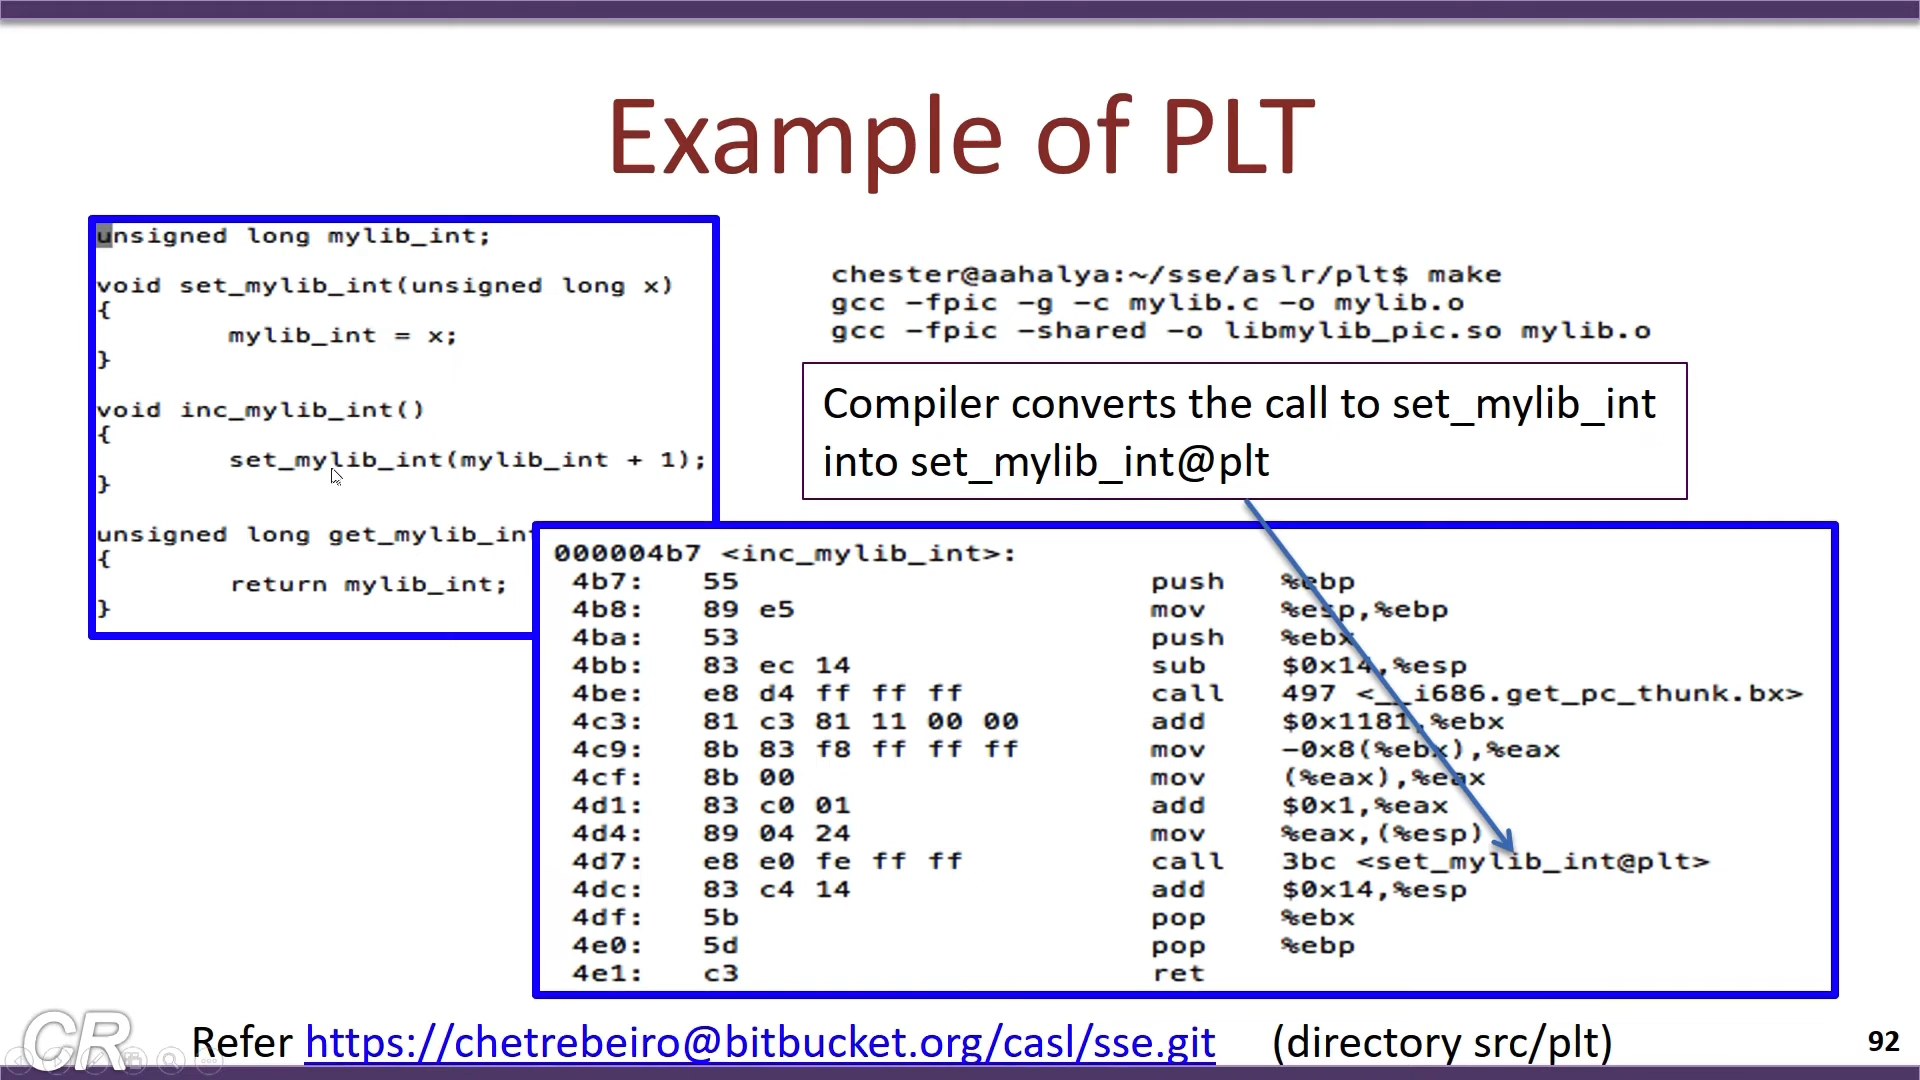 Example of PLT
unsigned long mylib_int;
void set_mylib_int(unsigned long x)
{
mylib_int = x;
}
void inc_mylib_int()
{
set_mylib_int(mylib_int + 1);
}
unsigned long get_mylib_int
{
return mylib_int;
}
chester@aahalya:~/sse/aslr/plt$ make
gcc -fpic -g -c mylib.c -o mylib.o
gcc -fpic -shared -o libmylib_pic.so mylib.o
Compiler converts the call to set_mylib_int
into set_mylib_int@plt
000004b7 <inc_mylib_int>:
4b7: 55 push %ebp
4b8: 89 e5 mov %esp,%ebp
4ba: 53 push %ebx
4bb: 83 ec 14 sub $0x14,%esp
4be: e8 d4 ff ff ff call 497 <__i686.get_pc_thunk.bx>
4c3: 81 c3 81 11 00 00 add $0x1181,%ebx
4c9: 8b 83 f8 ff ff ff mov -0x8(%ebx),%eax
4cf: 8b 00 mov (%eax),%eax
4d1: 83 c0 01 add $0x1,%eax
4d4: 89 04 24 mov %eax,(%esp)
4d7: e8 e0 fe ff ff call 3bc <set_mylib_int@plt>
4dc: 83 c4 14 add $0x14,%esp
4df: 5b pop %ebx
4e0: 5d pop %ebp
4e1: c3 ret
CR
Refer https://chetrebeiro@bitbucket.org/casl/sse.git (directory src/plt)
92